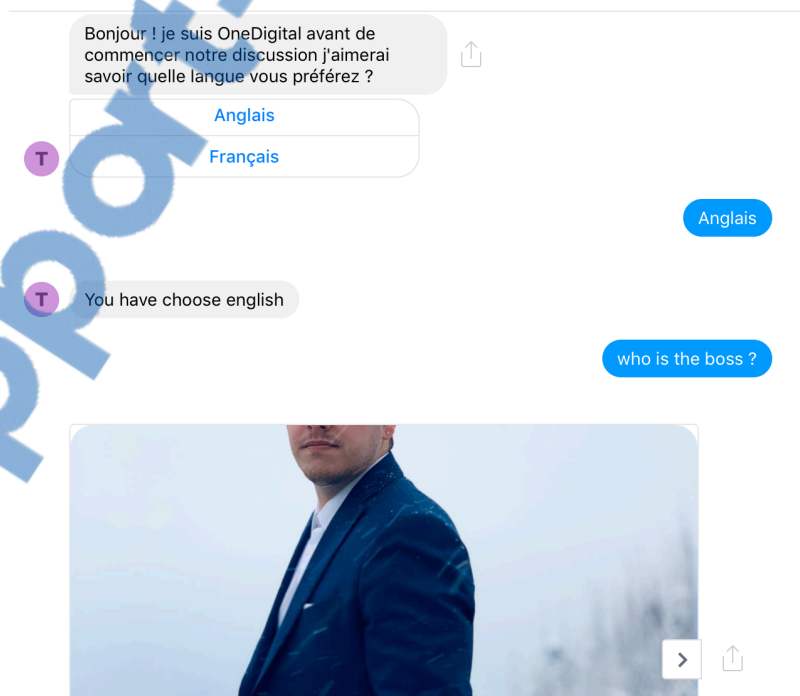 Bonjour ! je suis OneDigital avant de
commencer notre discussion j'aimerai
savoir quelle langue vous préférez ?
Anglais
Français
T
Anglais
T
You have choose english
who is the boss ?